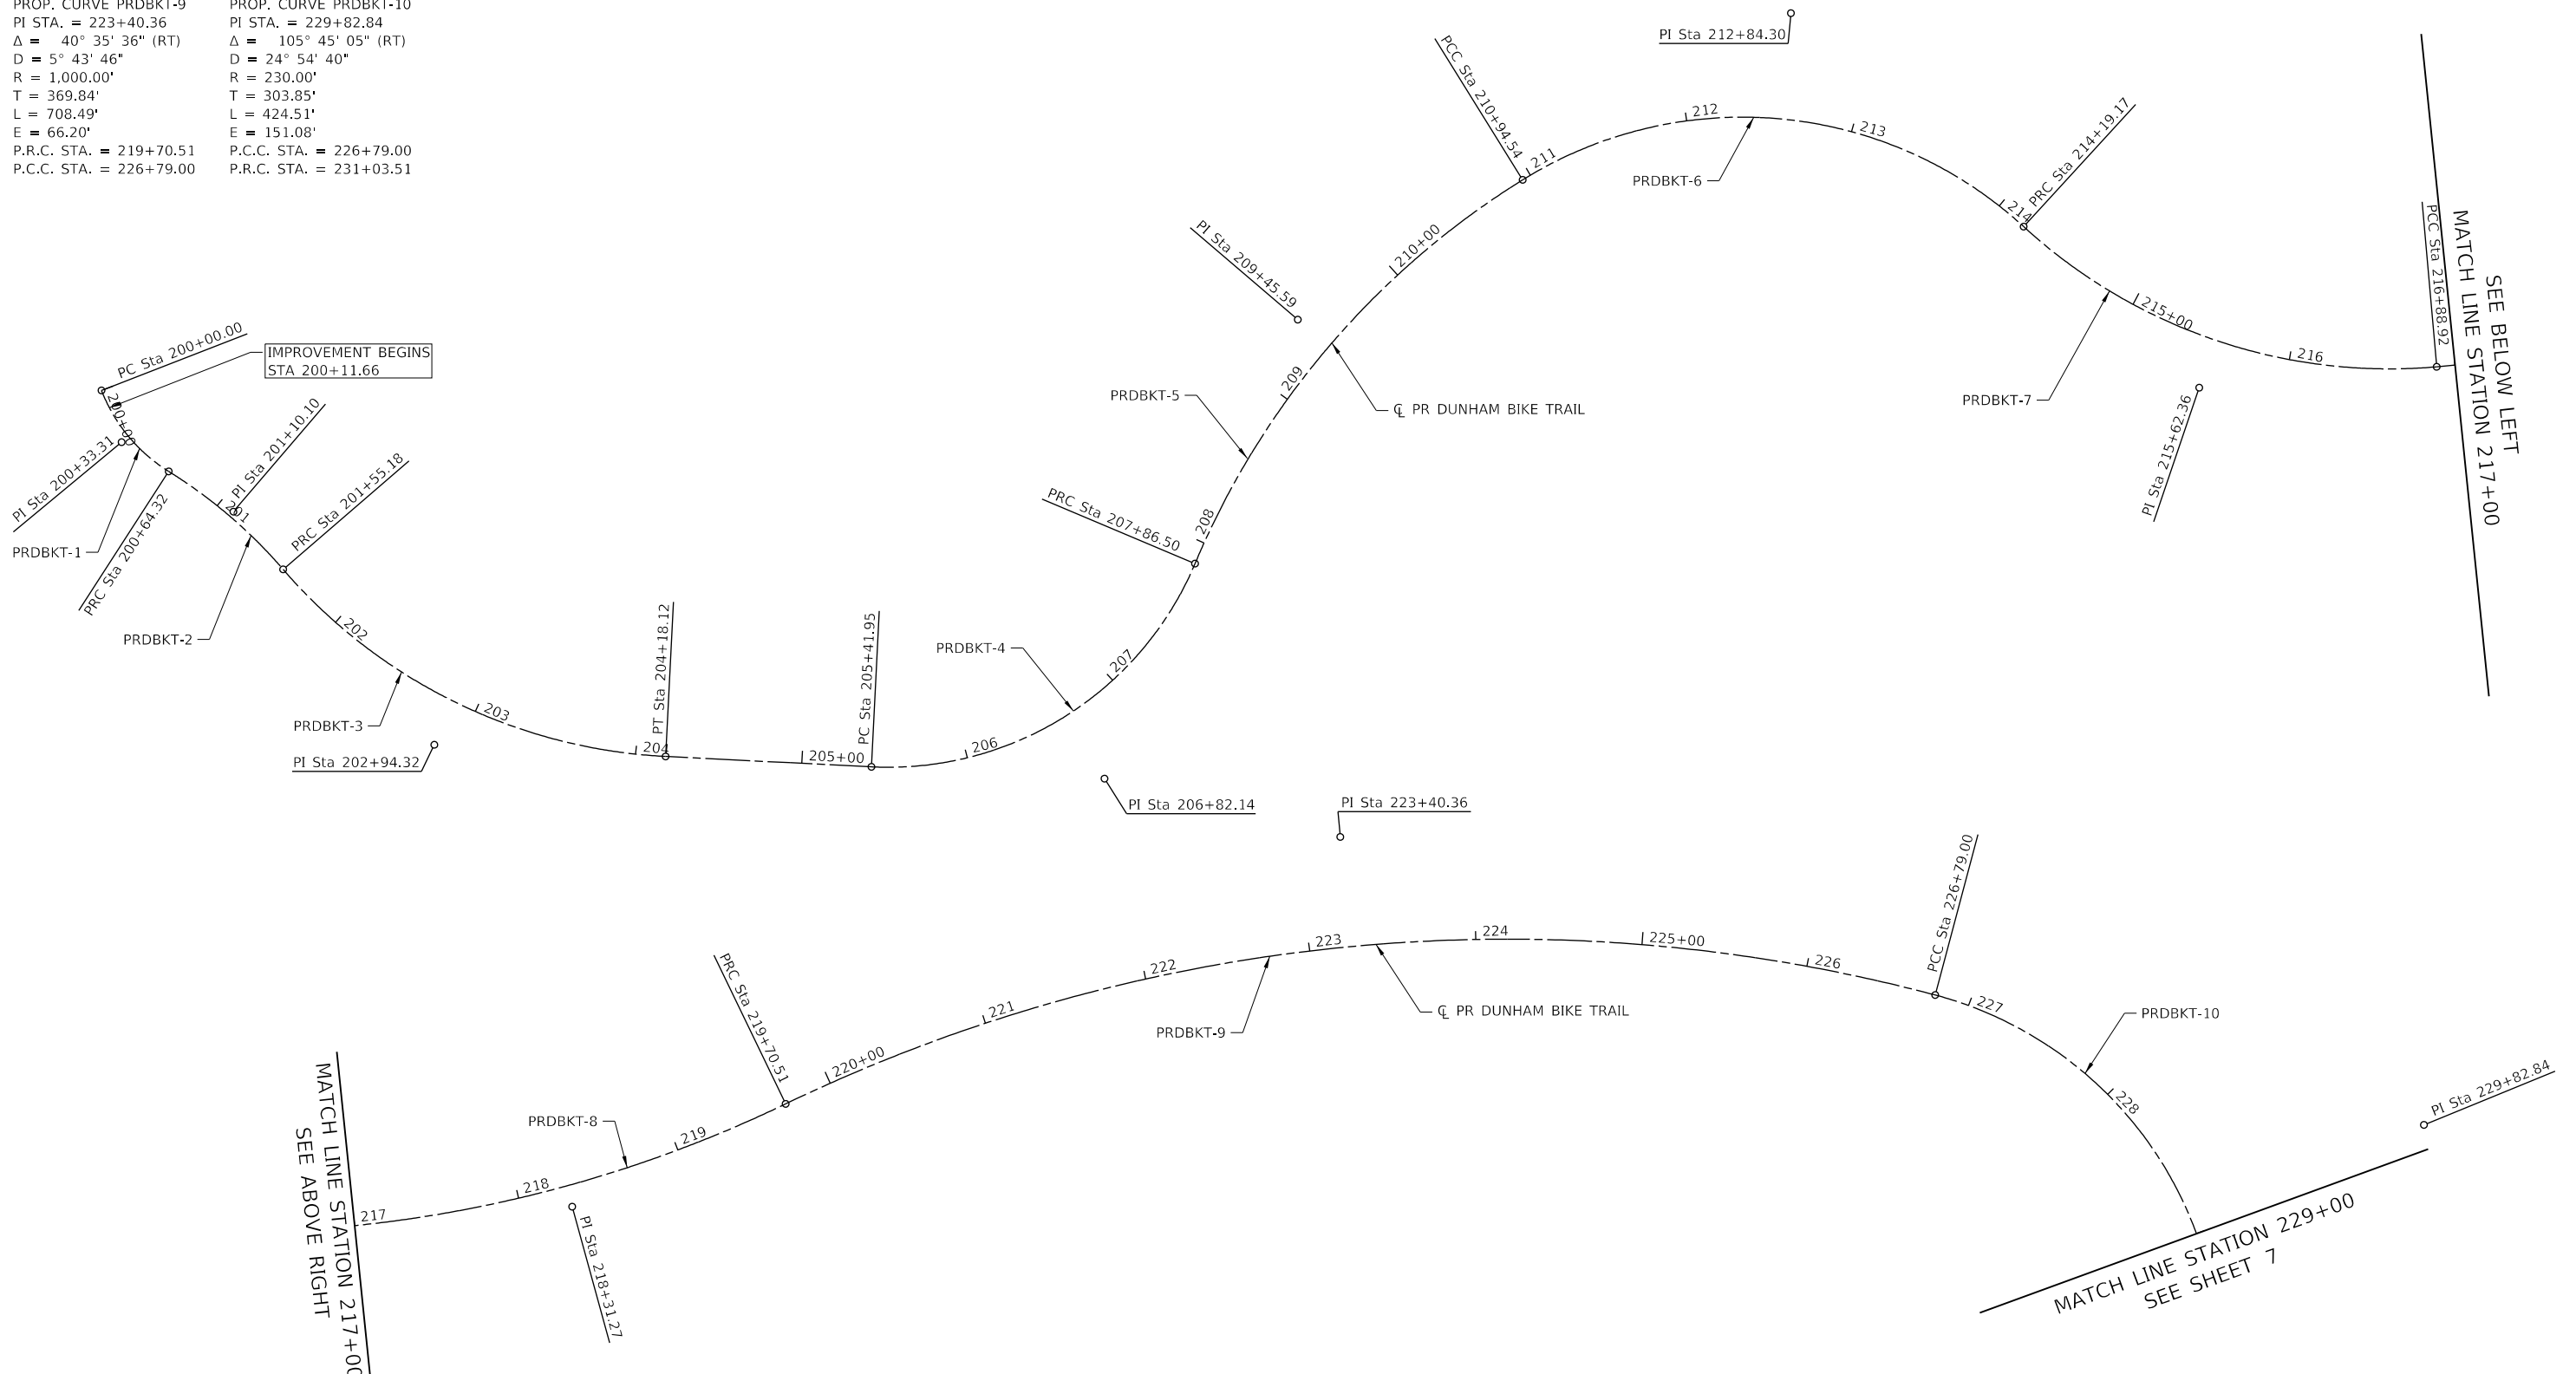 PROP. CURVE PRDBKT-9
PI STA. = 223+40.36
Δ = 40° 35' 36" (RT)
D = 5° 43' 46"
R = 1,000.00'
T = 369.84'
L = 708.49'
E = 66.20'
P.R.C. STA. = 219+70.51
P.C.C. STA. = 226+79.00
PROP. CURVE PRDBKT-10
PI STA. = 229+82.84
Δ = 105° 45' 05" (RT)
D = 24° 54' 40"
R = 230.00'
T = 303.85'
L = 424.51'
E = 151.08'
P.C.C. STA. = 226+79.00
P.R.C. STA. = 231+03.51
PC Sta 200+00.00
IMPROVEMENT BEGINS
STA 200+11.66
200+00
PI Sta 200+33.31
PRDBKT-1
PRC Sta 200+64.32
201
PI Sta 201+10.10
PRDBKT-2
PRC Sta 201+55.18
202
PRDBKT-3
PI Sta 202+94.32
203
204
PT Sta 204+18.12
205+00
PC Sta 205+41.95
206
PRDBKT-4
PI Sta 206+82.14
207
PRC Sta 207+86.50
208
PRDBKT-5
209
PI Sta 209+45.59
℄ PR DUNHAM BIKE TRAIL
210+00
PCC Sta 210+94.54
211
212
PRDBKT-6
PI Sta 212+84.30
213
214
PRC Sta 214+19.17
215+00
PRDBKT-7
PI Sta 215+62.36
216
PCC Sta 216+88.92
MATCH LINE STATION 217+00
SEE BELOW LEFT
MATCH LINE STATION 217+00
SEE ABOVE RIGHT
217
218
PI Sta 218+31.27
PRDBKT-8
219
PRC Sta 219+70.51
220+00
221
222
PRDBKT-9
223
PI Sta 223+40.36
℄ PR DUNHAM BIKE TRAIL
224
225+00
226
PCC Sta 226+79.00
227
PRDBKT-10
228
PI Sta 229+82.84
MATCH LINE STATION 229+00
SEE SHEET 7